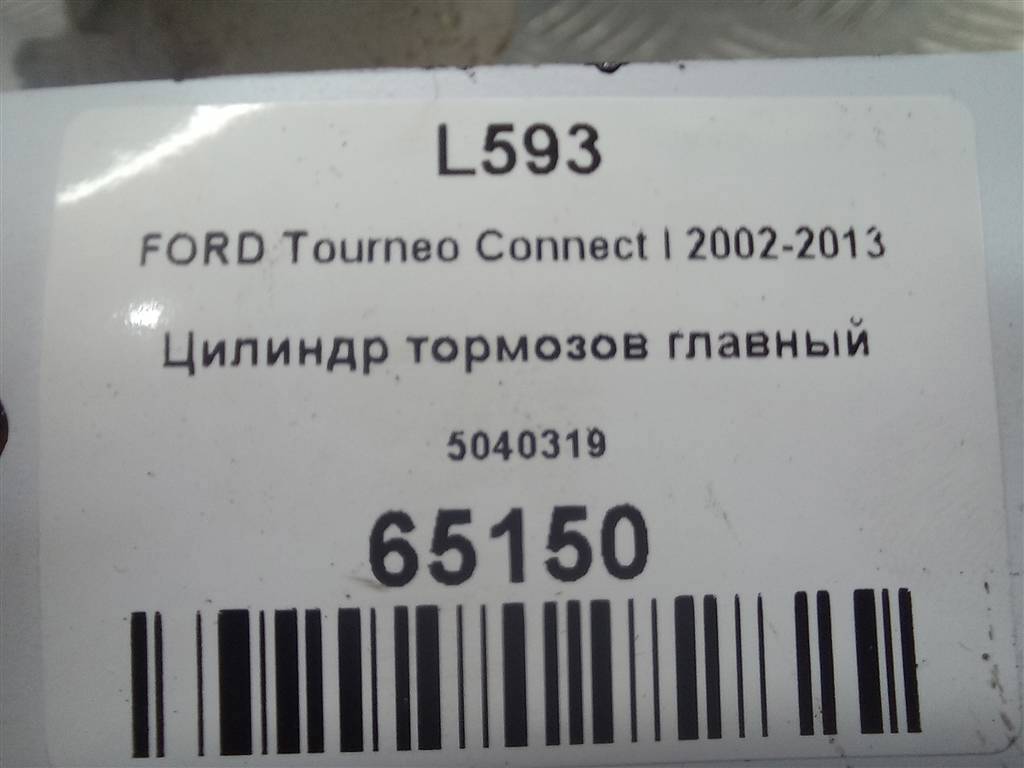 L593
FORD Tourneo Connect I 2002-2013
Цилиндр тормозов главный
5040319
65150